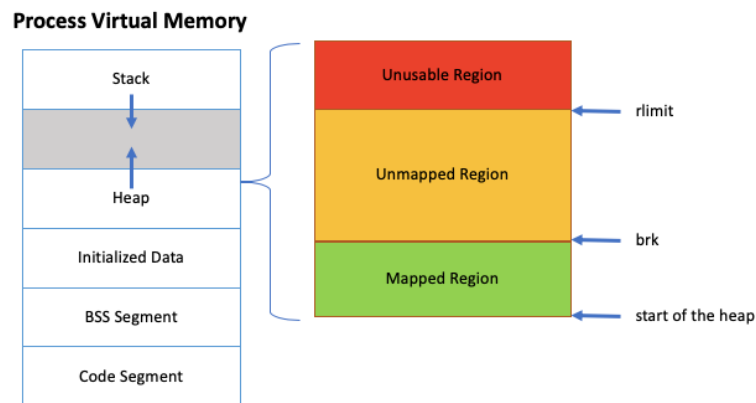 Process Virtual Memory
Stack
Heap
Initialized Data
BSS Segment
Code Segment
Unusable Region
Unmapped Region
Mapped Region
rlimit
brk
start of the heap